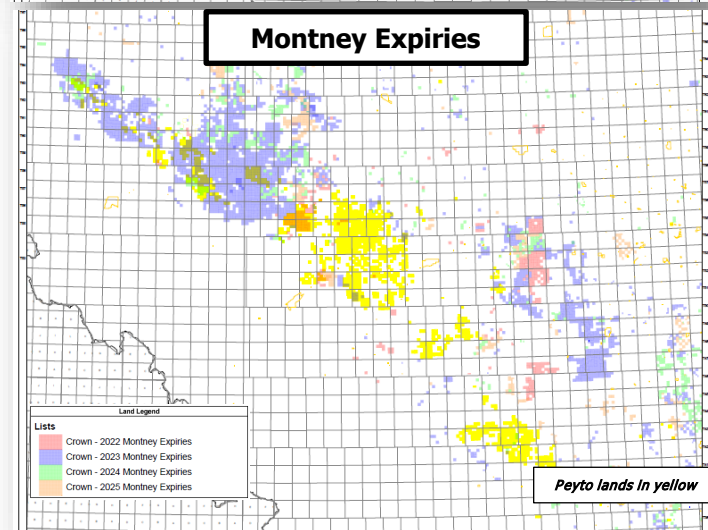 Montney Expiries
Land Legend
Lists
Crown - 2022 Montney Expiries
Crown - 2023 Montney Expiries
Crown - 2024 Montney Expiries
Crown - 2025 Montney Expiries
Peyto lands in yellow